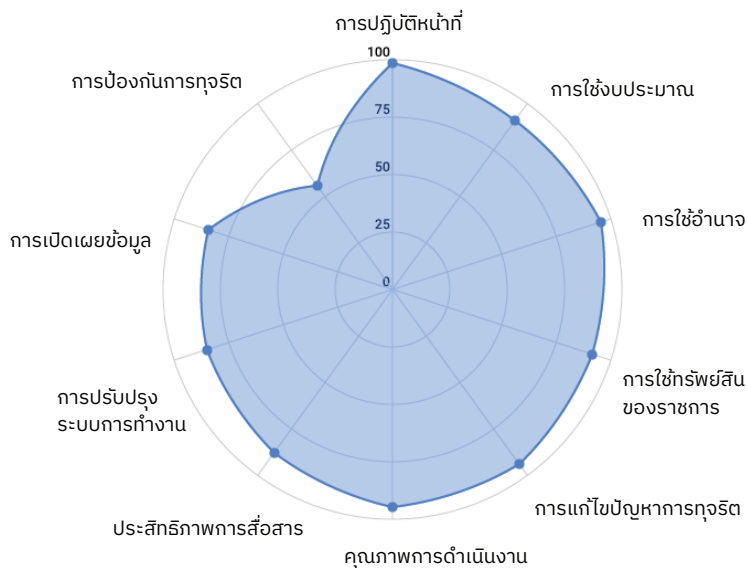 การปฏิบัติหน้าที่
100
การป้องกันการทุจริต
การใช้งบประมาณ
75
50
การใช้อำนาจ
การเปิดเผยข้อมูล
25
0
การใช้ทรัพย์สิน
ของราชการ
การปรับปรุง
ระบบการทำงาน
การแก้ไขปัญหาการทุจริต
ประสิทธิภาพการสื่อสาร
คุณภาพการดำเนินงาน